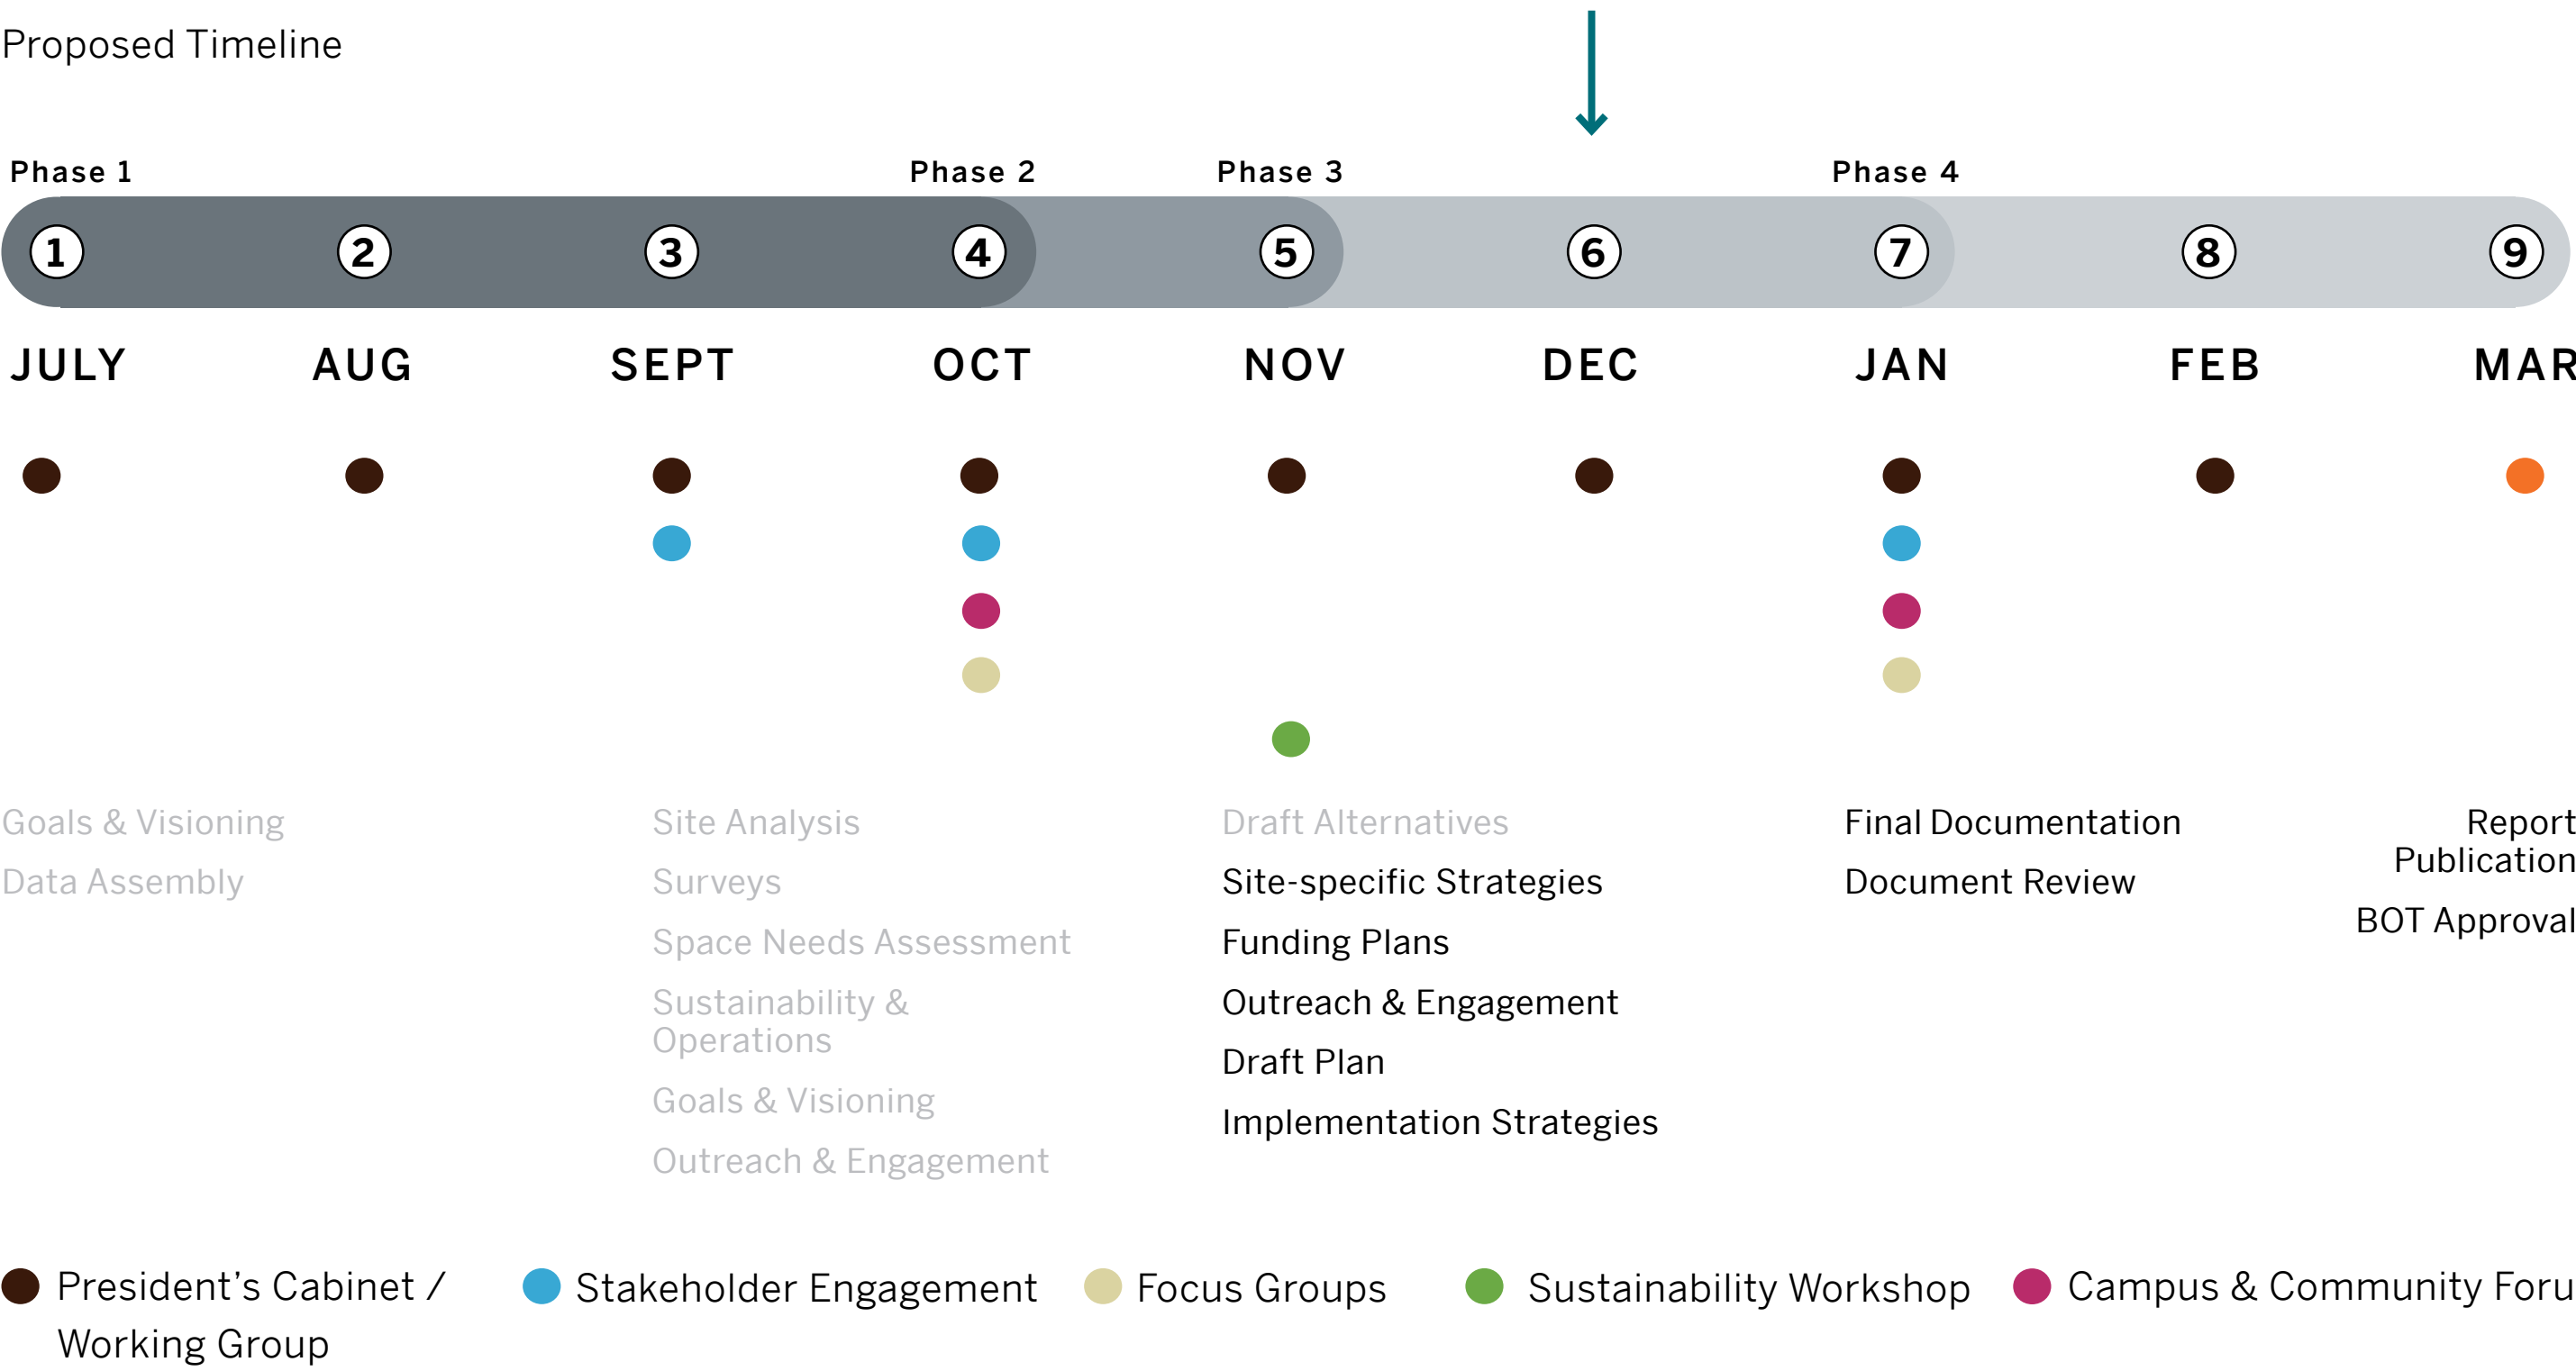 Proposed Timeline
Phase 1
Phase 2
Phase 3
Phase 4
1 2 3 4 5 6 7 8 9
JULY AUG SEPT OCT NOV DEC JAN FEB MAR
Goals & Visioning
Data Assembly
Site Analysis
Surveys
Space Needs Assessment
Sustainability &
Operations
Goals & Visioning
Outreach & Engagement
Draft Alternatives
Site-specific Strategies
Funding Plans
Outreach & Engagement
Draft Plan
Implementation Strategies
Final Documentation
Document Review
Report
Publication
BOT Approval
President’s Cabinet /
Working Group
Stakeholder Engagement
Focus Groups
Sustainability Workshop
Campus & Community Foru